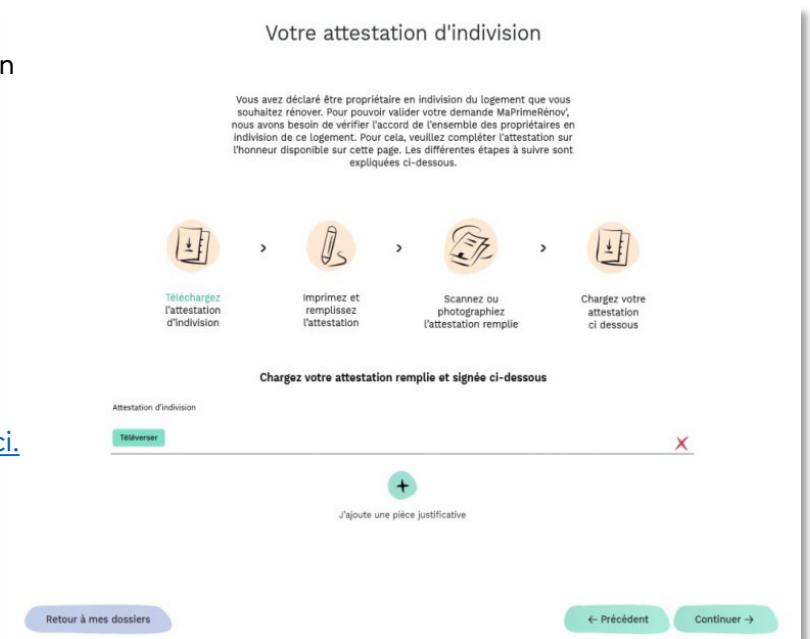 Votre attestation d'indivision
n
Vous avez déclaré être propriétaire en indivision du logement que vous
souhaitez rénover. Pour pouvoir valider votre demande MaPrimeRénov',
nous avons besoin de vérifier l'accord de l'ensemble des propriétaires en
indivision de ce logement. Pour cela, veuillez compléter l'attestation sur
l'honneur disponible sur cette page. Les différentes étapes à suivre sont
expliquées ci-dessous.
Téléchargez
l'attestation
d'indivision
Imprimez et
remplissez
l'attestation
Scannez ou
photographiez
l'attestation remplie
Chargez votre
attestation
ci dessous
Chargez votre attestation remplie et signée ci-dessous
Attestation d'indivision
Téléverser
ci.
J'ajoute une pièce justificative
Retour à mes dossiers
← Précédent
Continuer →